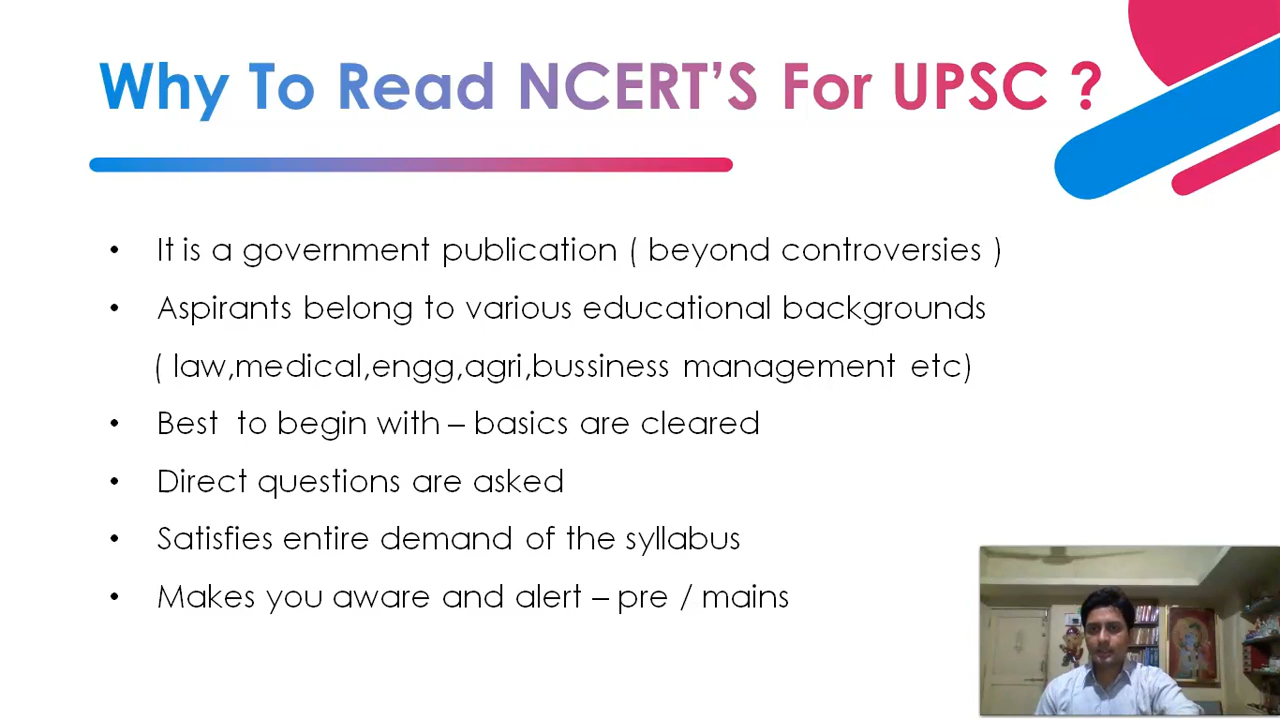 Why To Read NCERT'S For UPSC ?
• It is a government publication ( beyond controversies )
• Aspirants belong to various educational backgrounds
( law,medical,engg,agri,bussiness management etc)
• Best to begin with – basics are cleared
• Direct questions are asked
• Satisfies entire demand of the syllabus
• Makes you aware and alert – pre / mains